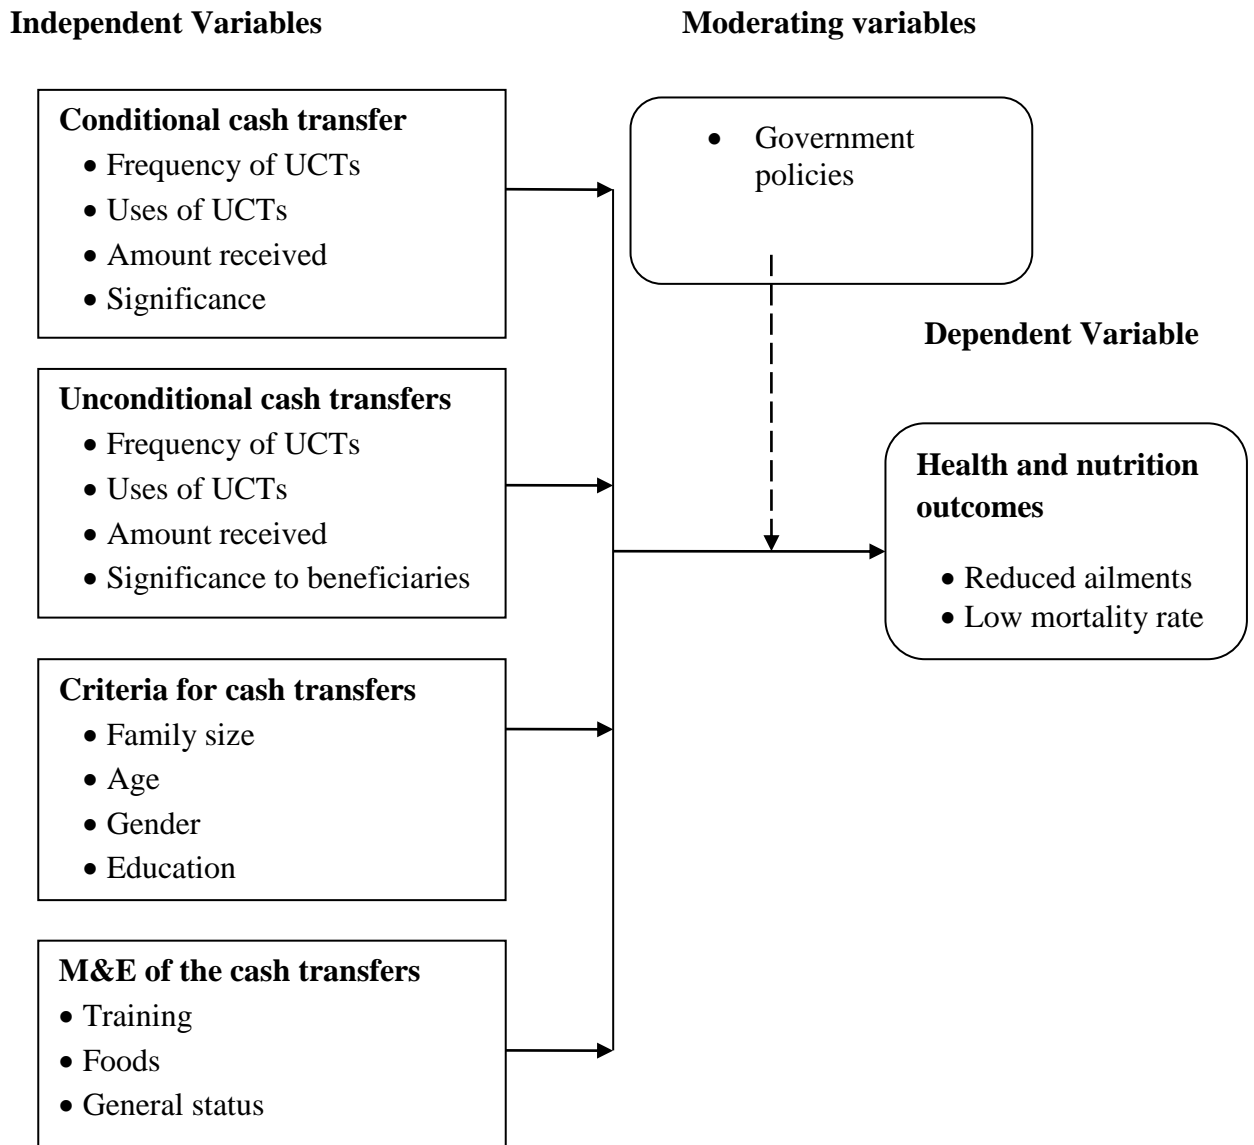 Independent Variables
Moderating variables
Conditional cash transfer
• Frequency of UCTs
• Uses of UCTs
• Amount received
• Significance
• Government
policies
Dependent Variable
Unconditional cash transfers
• Frequency of UCTs
• Uses of UCTs
• Amount received
• Significance to beneficiaries
Health and nutrition
outcomes
• Reduced ailments
• Low mortality rate
Criteria for cash transfers
• Family size
• Age
• Gender
• Education
M&E of the cash transfers
• Training
• Foods
• General status